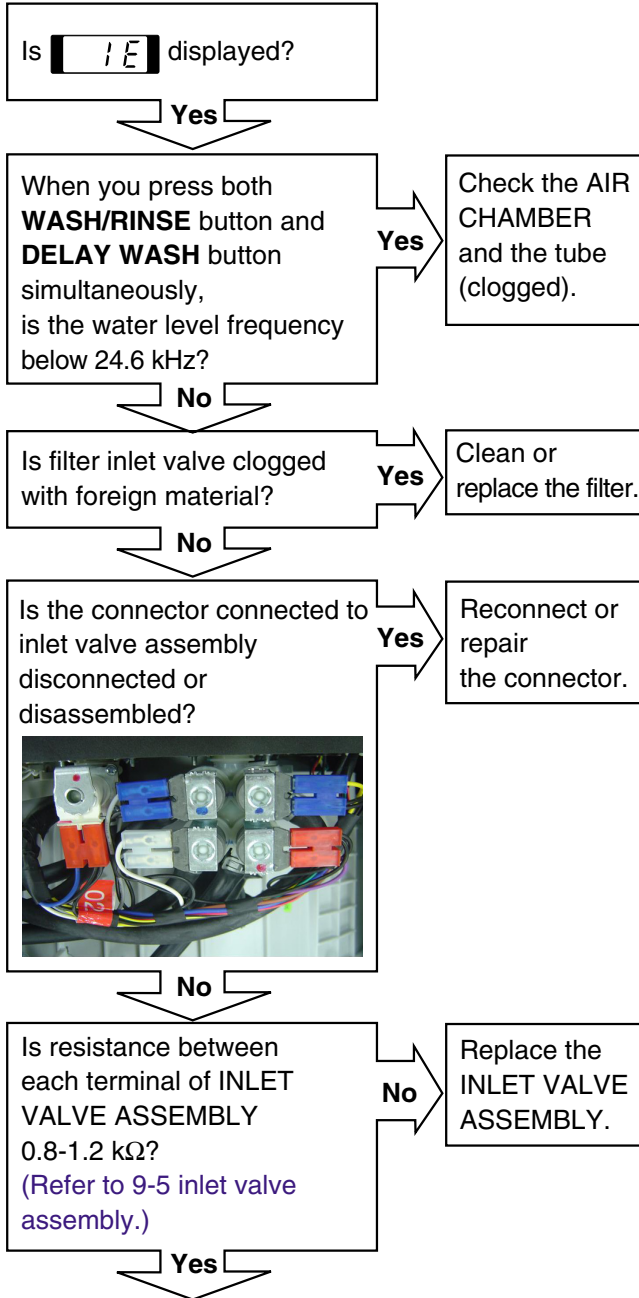 Is IE displayed?
Yes
When you press both
WASH/RINSE button and
DELAY WASH button
simultaneously,
is the water level frequency
below 24.6 kHz?
Yes
Check the AIR
CHAMBER
and the tube
(clogged).
No
Is filter inlet valve clogged
with foreign material?
Yes
Clean or
replace the filter.
No
Is the connector connected to
inlet valve assembly
disconnected or
disassembled?
Yes
Reconnect or
repair
the connector.
No
Is resistance between
each terminal of INLET
VALVE ASSEMBLY
0.8-1.2 kΩ?
(Refer to 9-5 inlet valve
assembly.)
No
Replace the
INLET VALVE
ASSEMBLY.
Yes